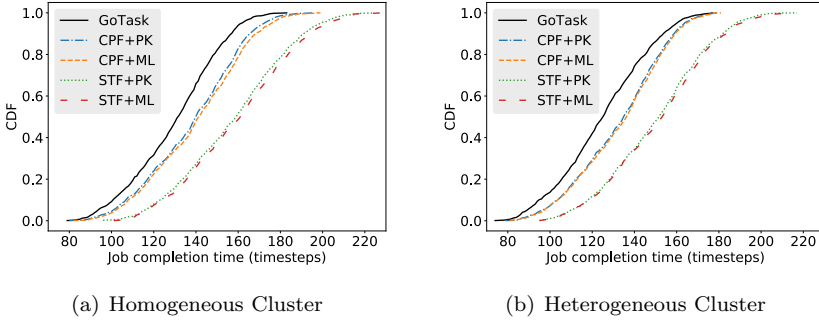 1.0
0.8
0.6
0.4
0.2
0.0
CDF
GoTask
CPF+PK
CPF+ML
STF+PK
STF+ML
80 100 120 140 160 180 200 220
Job completion time (timesteps)
(a) Homogeneous Cluster
1.0
0.8
0.6
0.4
0.2
0.0
CDF
GoTask
CPF+PK
CPF+ML
STF+PK
STF+ML
80 100 120 140 160 180 200 220
Job completion time (timesteps)
(b) Heterogeneous Cluster